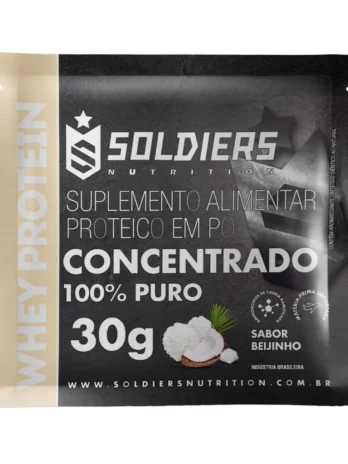 WHEY PROTEIN
SOLDIERS
NUTRITION
SUPLEMENTO ALIMENTAR
PROTEICO EM PÓ
CONCENTRADO
100% PURO
30g
SABOR
BEIJINHO
INDÚSTRIA BRASILEIRA
WWW.SOLDIERSNUTRITION.COM.BR